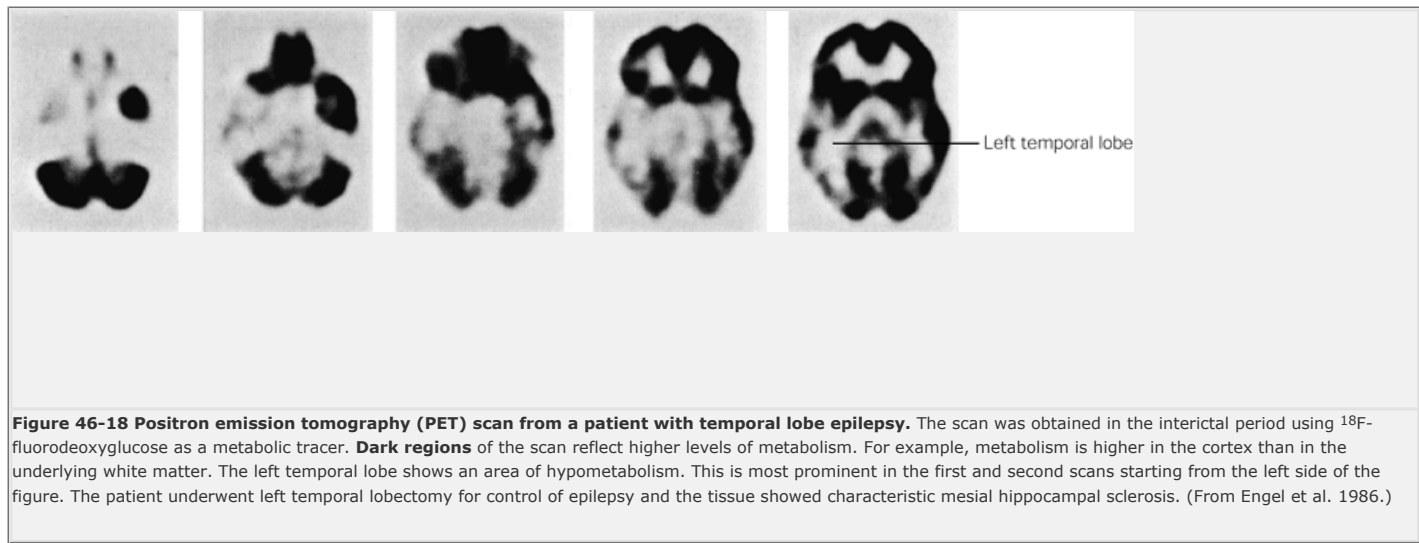 Left temporal lobe
Figure 46-18 Positron emission tomography (PET) scan from a patient with temporal lobe epilepsy. The scan was obtained in the interictal period using 18F-
fluorodeoxyglucose as a metabolic tracer. Dark regions of the scan reflect higher levels of metabolism. For example, metabolism is higher in the cortex than in the
underlying white matter. The left temporal lobe shows an area of hypometabolism. This is most prominent in the first and second scans starting from the left side of the
figure. The patient underwent left temporal lobectomy for control of epilepsy and the tissue showed characteristic mesial hippocampal sclerosis. (From Engel et al. 1986.)